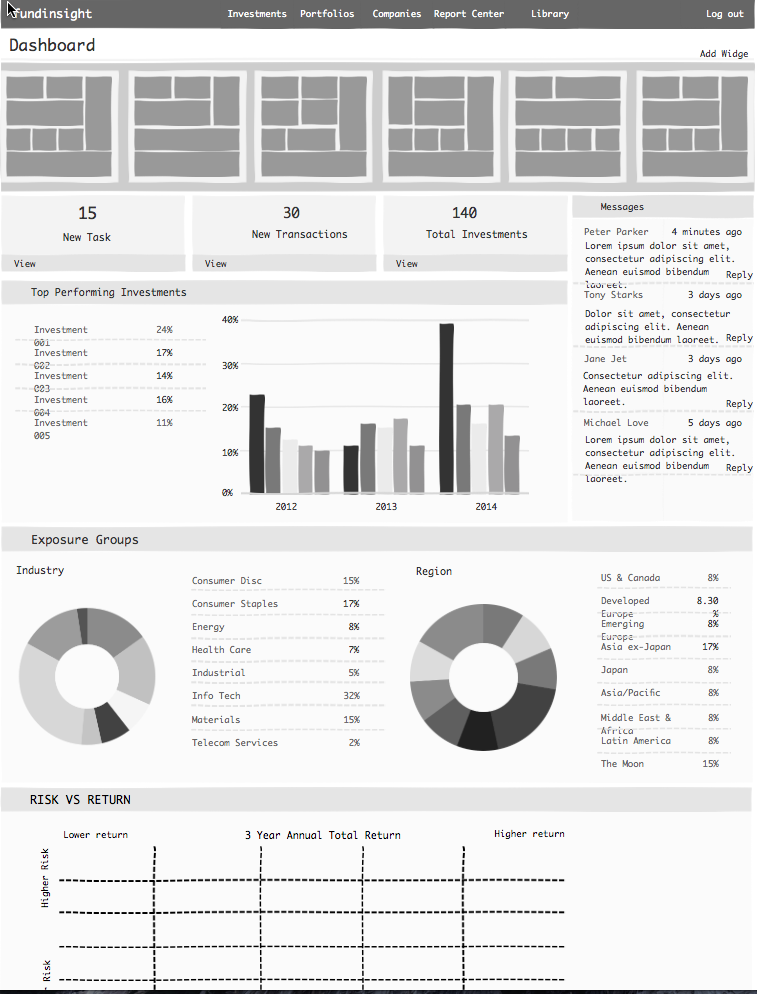 fundinsight Investments Portfolios Companies Report Center Library Log out
Dashboard
Add Widge
15
New Task
View
30
New Transactions
View
140
Total Investments
View
Messages
Peter Parker 4 minutes ago
Lorem ipsum dolor sit amet,
consectetur adipiscing elit.
Aenean euismod bibendum
laoreet.
Reply
Tony Starks 3 days ago
Dolor sit amet, consectetur
adipiscing elit. Aenean
euismod bibendum laoreet.
Reply
Jane Jet 3 days ago
Consectetur adipiscing elit.
Aenean euismod bibendum
laoreet.
Reply
Michael Love 5 days ago
Lorem ipsum dolor sit amet,
consectetur adipiscing elit.
Aenean euismod bibendum
laoreet.
Reply
Top Performing Investments
Investment 24%
001
Investment 17%
002
Investment 14%
003
Investment 16%
004
Investment 11%
005
40%
30%
20%
10%
0%
2012 2013 2014
Exposure Groups
Industry
Consumer Disc 15%
Consumer Staples 17%
Energy 8%
Health Care 7%
Industrial 5%
Info Tech 32%
Materials 15%
Telecom Services 2%
Region
US & Canada 8%
Developed 8.30
Europe %
Emerging 8%
Europe
Asia ex-Japan 17%
Japan 8%
Asia/Pacific 8%
Middle East & 8%
Africa
Latin America 8%
The Moon 15%
RISK VS RETURN
Lower return 3 Year Annual Total Return Higher return
Higher Risk
Risk